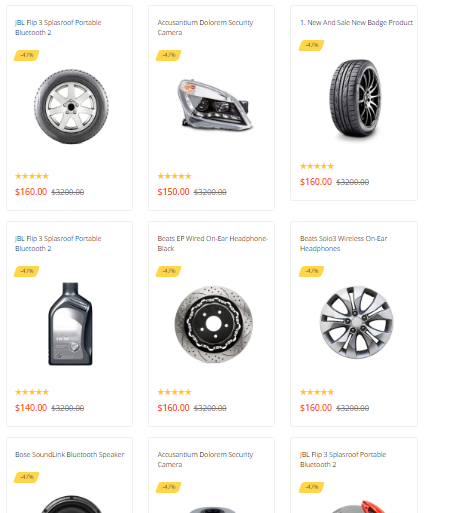 JBL Flip 3 Splasroof Portable
Bluetooth 2
-47%
$160.00 $3200.00
Accusantium Dolorem Security
Camera
-47%
$150.00 $3200.00
1. New And Sale New Badge Product
-47%
$160.00 $3200.00
JBL Flip 3 Splasroof Portable
Bluetooth 2
-47%
$140.00 $3200.00
Beats EP Wired On-Ear Headphone-
Black
-47%
$160.00 $3200.00
Beats Solo3 Wireless On-Ear
Headphones
-47%
$160.00 $3200.00
Bose SoundLink Bluetooth Speaker
-47%
Accusantium Dolorem Security
Camera
-47%
JBL Flip 3 Splasroof Portable
Bluetooth 2
-47%